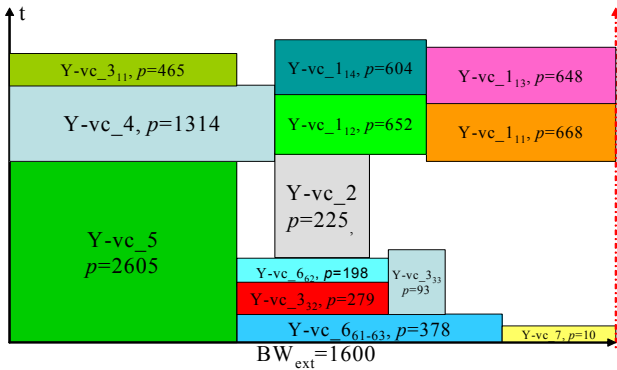 t
Y-vc_3₁₁, p=465
Y-vc_1₁₄, p=604
Y-vc_1₁₃, p=648
Y-vc_4, p=1314
Y-vc_1₁₂, p=652
Y-vc_1₁₁, p=668
Y-vc_2
p=225,
Y-vc_5
p=2605
Y-vc_6₆₂, p=198
Y-vc_3₃₃
p=93
Y-vc_3₃₂, p=279
Y-vc_6₆₁₋₆₃, p=378
Y-vc_7, p=10
BWₑₓₜ=1600